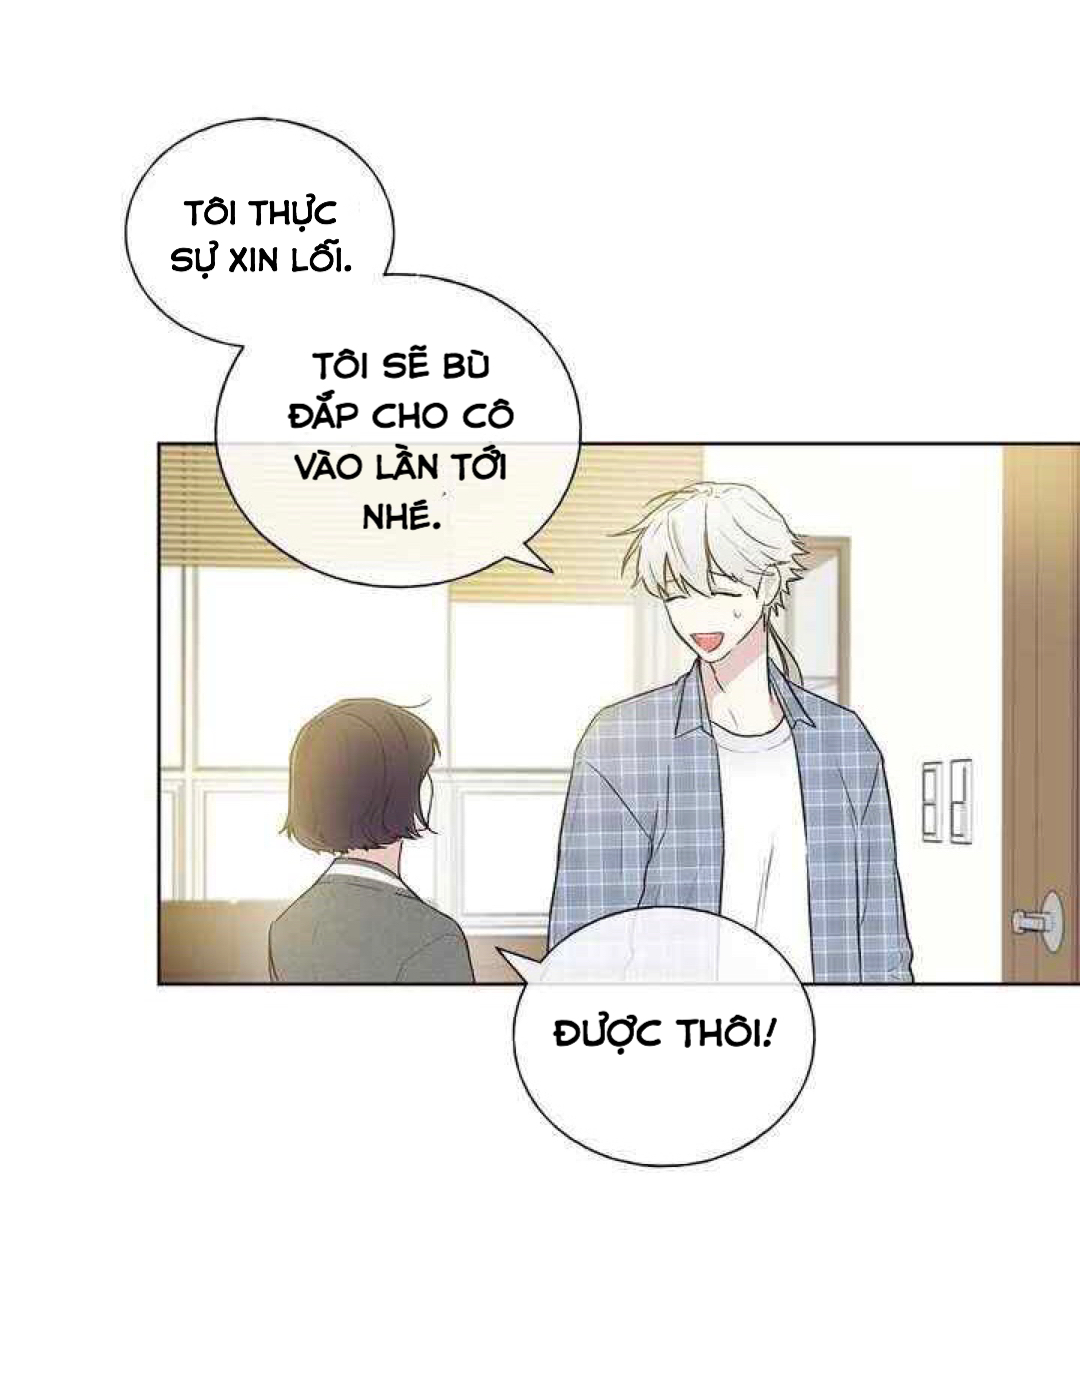 TÔI THỰC
SỰ XIN LỖI.
TÔI SẼ BÙ
ĐẮP CHO CÔ
VÀO LẦN TỚI
NHÉ.
ĐƯỢC THÔI!